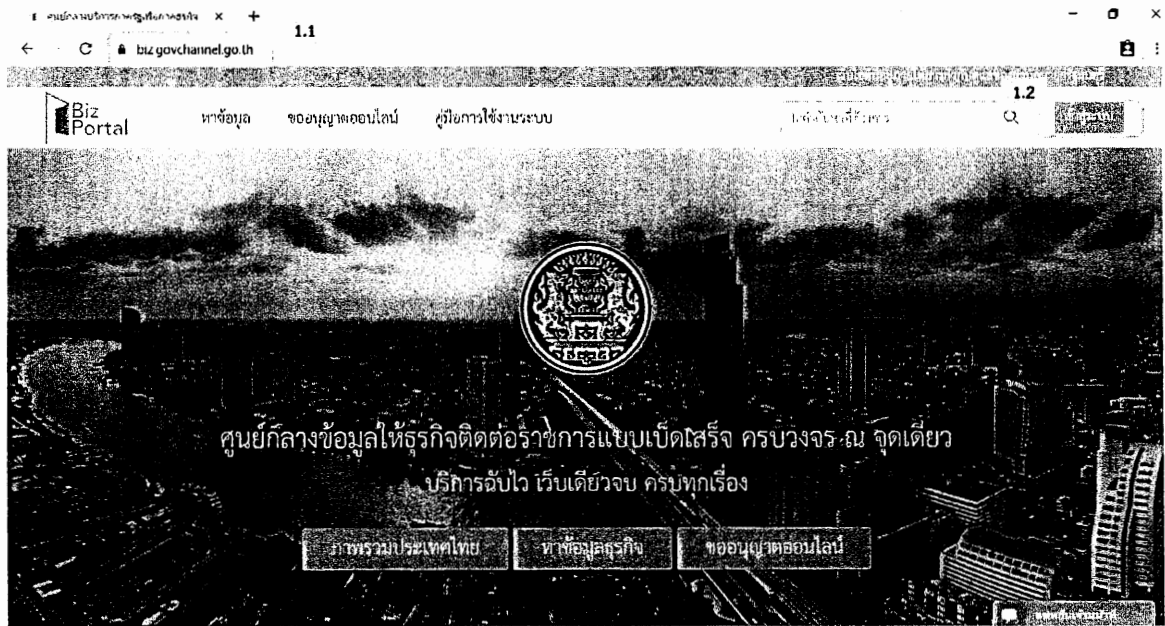 1.1
biz.govchannel.go.th
1.2
Biz
Portal
หาข้อมูล
ขออนุญาตออนไลน์
คู่มือการใช้งานระบบ
ศูนย์กลางข้อมูลให้ธุรกิจติดต่อราชการแบบเบ็ดเสร็จ ครบวงจร ณ จุดเดียว
บริการฉับไว เว็บเดียวจบ ครบทุกเรื่อง
ภาพรวมประเทศไทย
หาข้อมูลธุรกิจ
ขออนุญาตออนไลน์